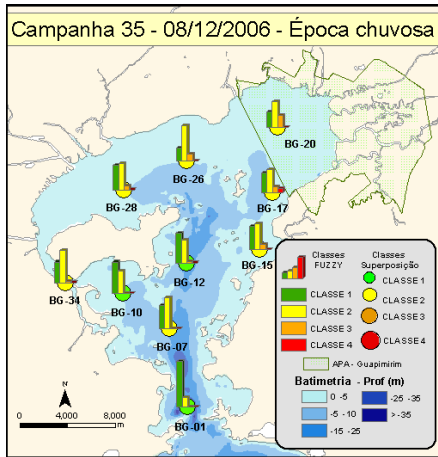 Campanha 35 - 08/12/2006 - Época chuvosa
BG-20
BG-26
BG-28
BG-17
BG-15
BG-34
BG-12
BG-10
BG-07
BG-01
N
0 4,000 8,000
m
Classes FUZZY
Classes Superposição
CLASSE 1
CLASSE 2
CLASSE 3
CLASSE 4
CLASSE 1
CLASSE 2
CLASSE 3
CLASSE 4
APA - Guapimirim
Batimetria - Prof (m)
0 -5
-5 -10
-15 -25
-25 -35
>-35